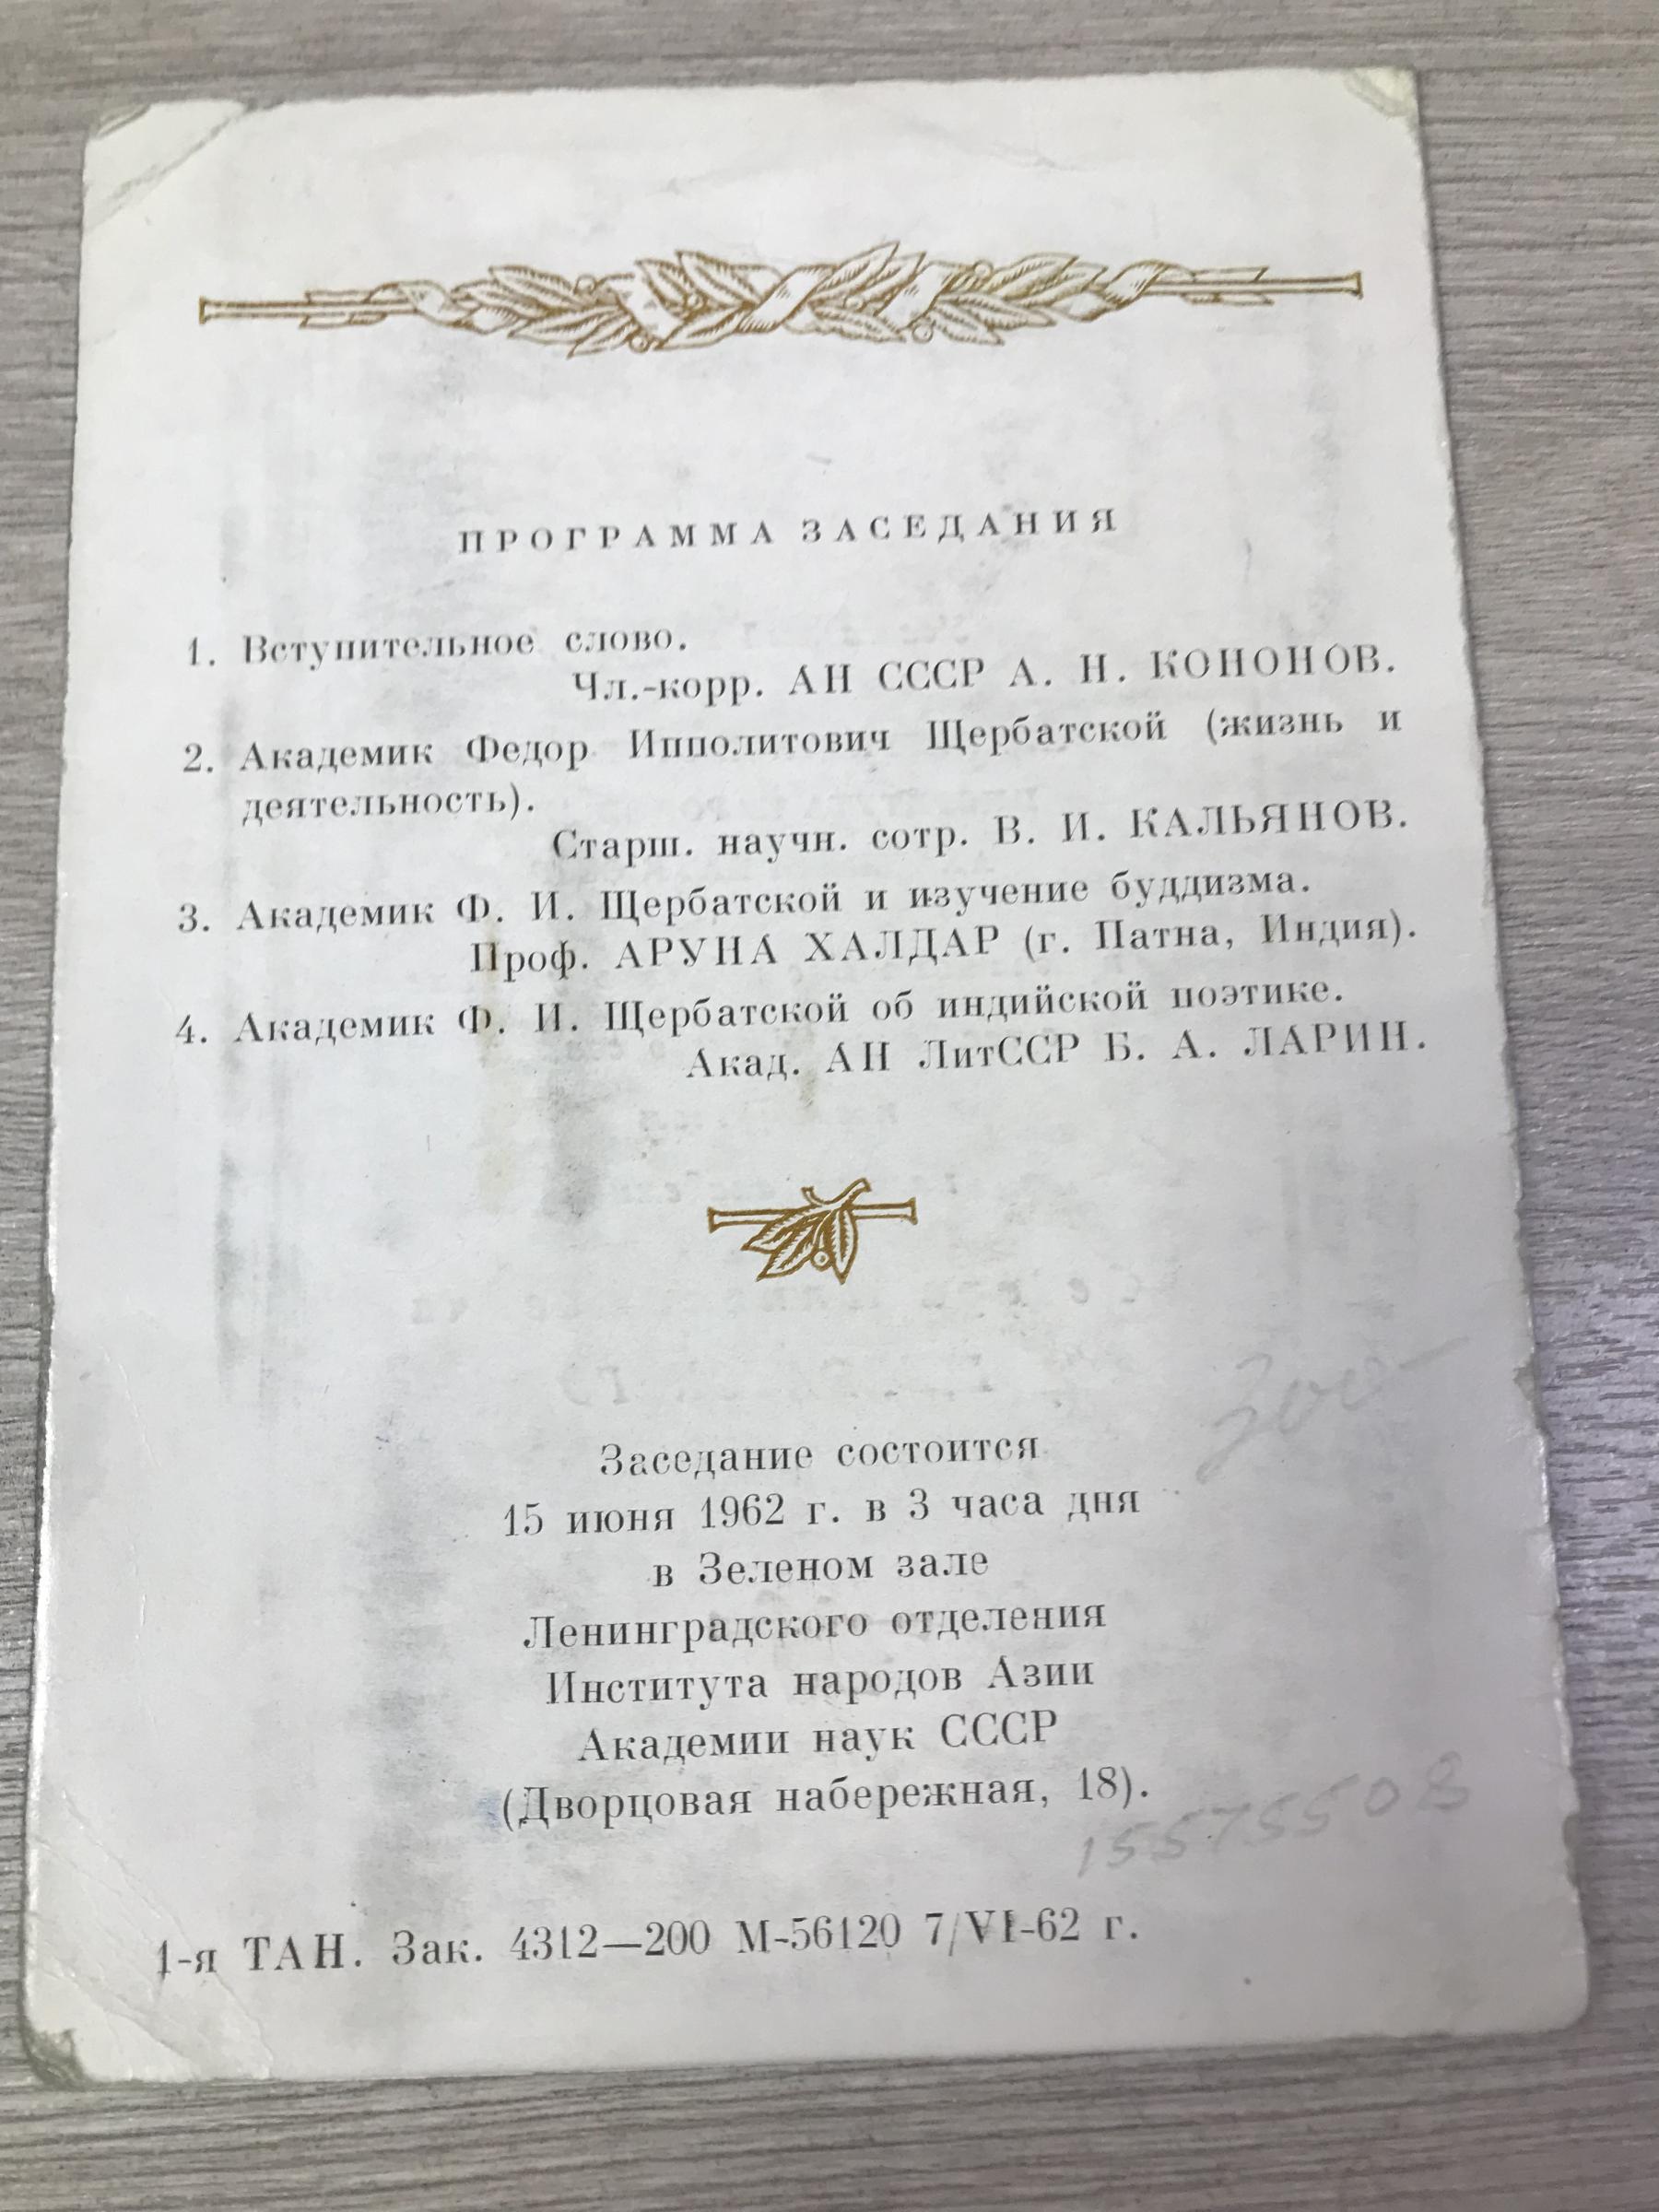 ПРОГРАММА ЗАСЕДАНИЯ
1. Вступительное слово.
Чл.-корр. АН СССР А. Н. КОНОНОВ.
2. Академик Федор Ипполитович Щербатской (жизнь и
деятельность).
Старш. научн. сотр. В. И. КАЛЬЯНОВ.
3. Академик Ф. И. Щербатской и изучение буддизма.
Проф. АРУНА ХАЛДАР (г. Патна, Индия).
4. Академик Ф. И. Щербатской об индийской поэтике.
Акад. АН ЛитССР Б. А. ЛАРИН.
300-
Заседание состоится
15 июня 1962 г. в 3 часа дня
в Зеленом зале
Ленинградского отделения
Института народов Азии
Академии наук СССР
(Дворцовая набережная, 18).
1-я ТАН. Зак. 4312—200 М-56120 7/VI-62 г.